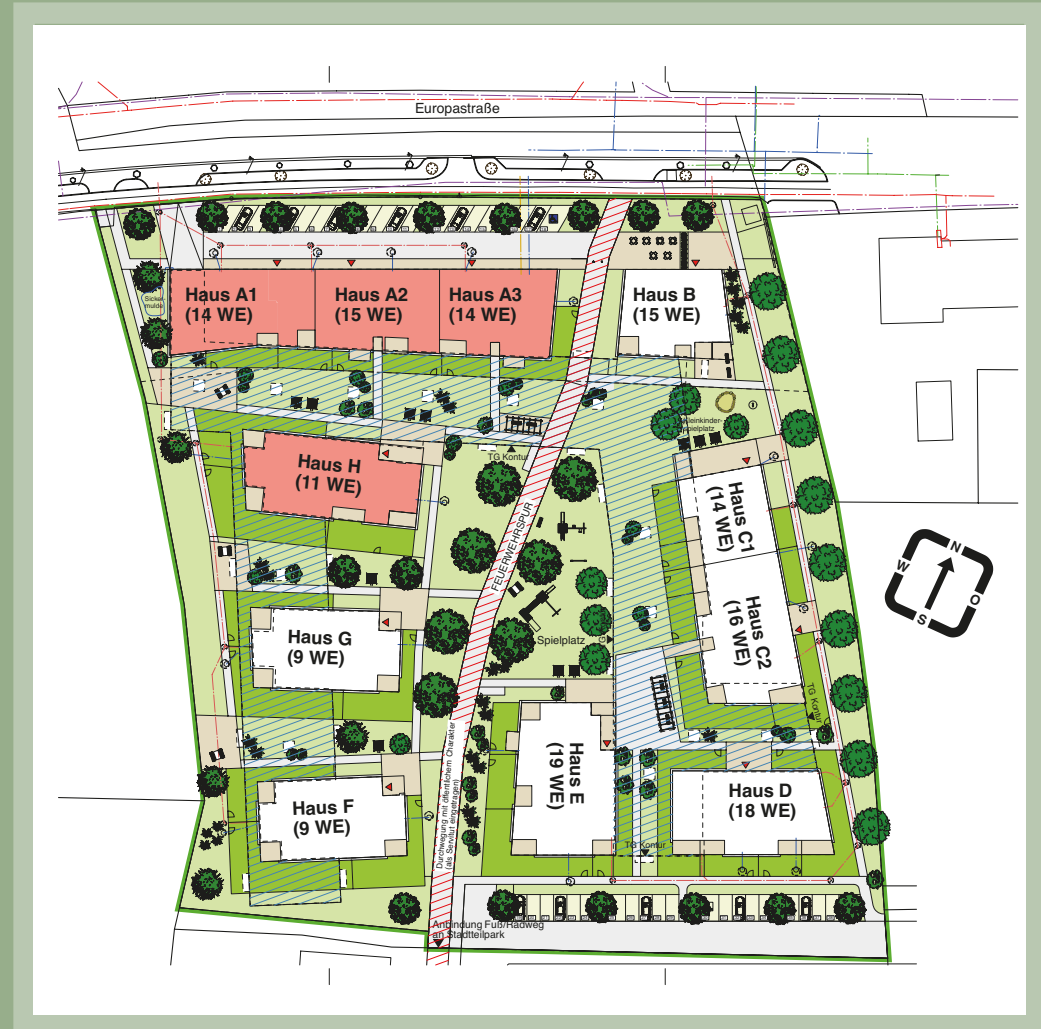 Europastraße
Haus A1
(14 WE)
Haus A2
(15 WE)
Haus A3
(14 WE)
Haus B
(15 WE)
Sicker-
mulde
Kleinkinder-
spielplatz
TG Kontur
Haus H
(11 WE)
Haus C1
(14 WE)
FEUERWEHRSPUR
N
W
O
S
Haus G
(9 WE)
Spielplatz
Haus C2
(16 WE)
TG Kontur
Durchwegung mit öffentlichem Charakter
(als Servitut eingetragen)
Haus E
(19 WE)
Haus D
(18 WE)
Haus F
(9 WE)
TG Kontur
Anbindung Fuß/Radweg
an Stadtteilpark